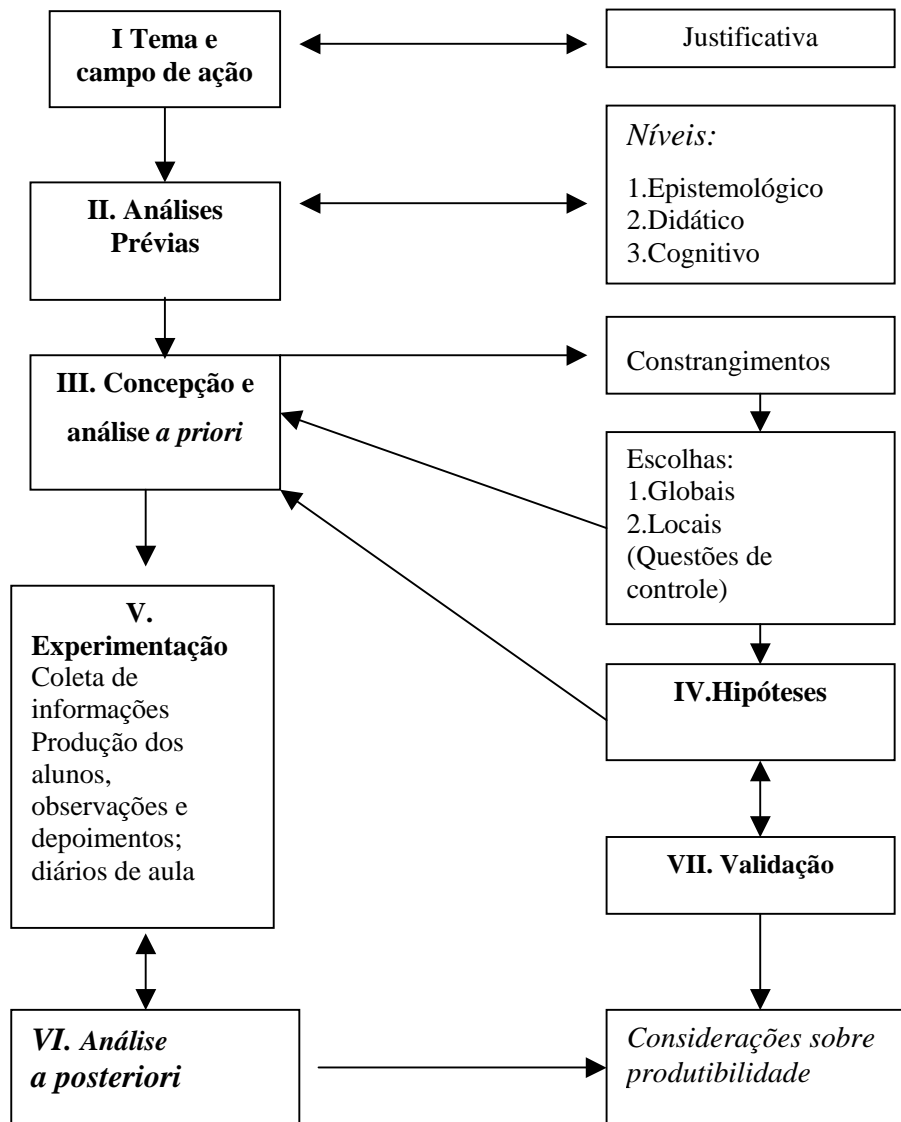 I Tema e
campo de ação
Justificativa
Níveis:
1.Epistemológico
2.Didático
3.Cognitivo
II. Análises
Prévias
III. Concepção e
análise a priori
Constrangimentos
Escolhas:
1.Globais
2.Locais
(Questões de
controle)
V.
Experimentação
Coleta de
informações
Produção dos
alunos,
observações e
depoimentos;
diários de aula
IV.Hipóteses
VII. Validação
VI. Análise
a posteriori
Considerações sobre
produtibilidade